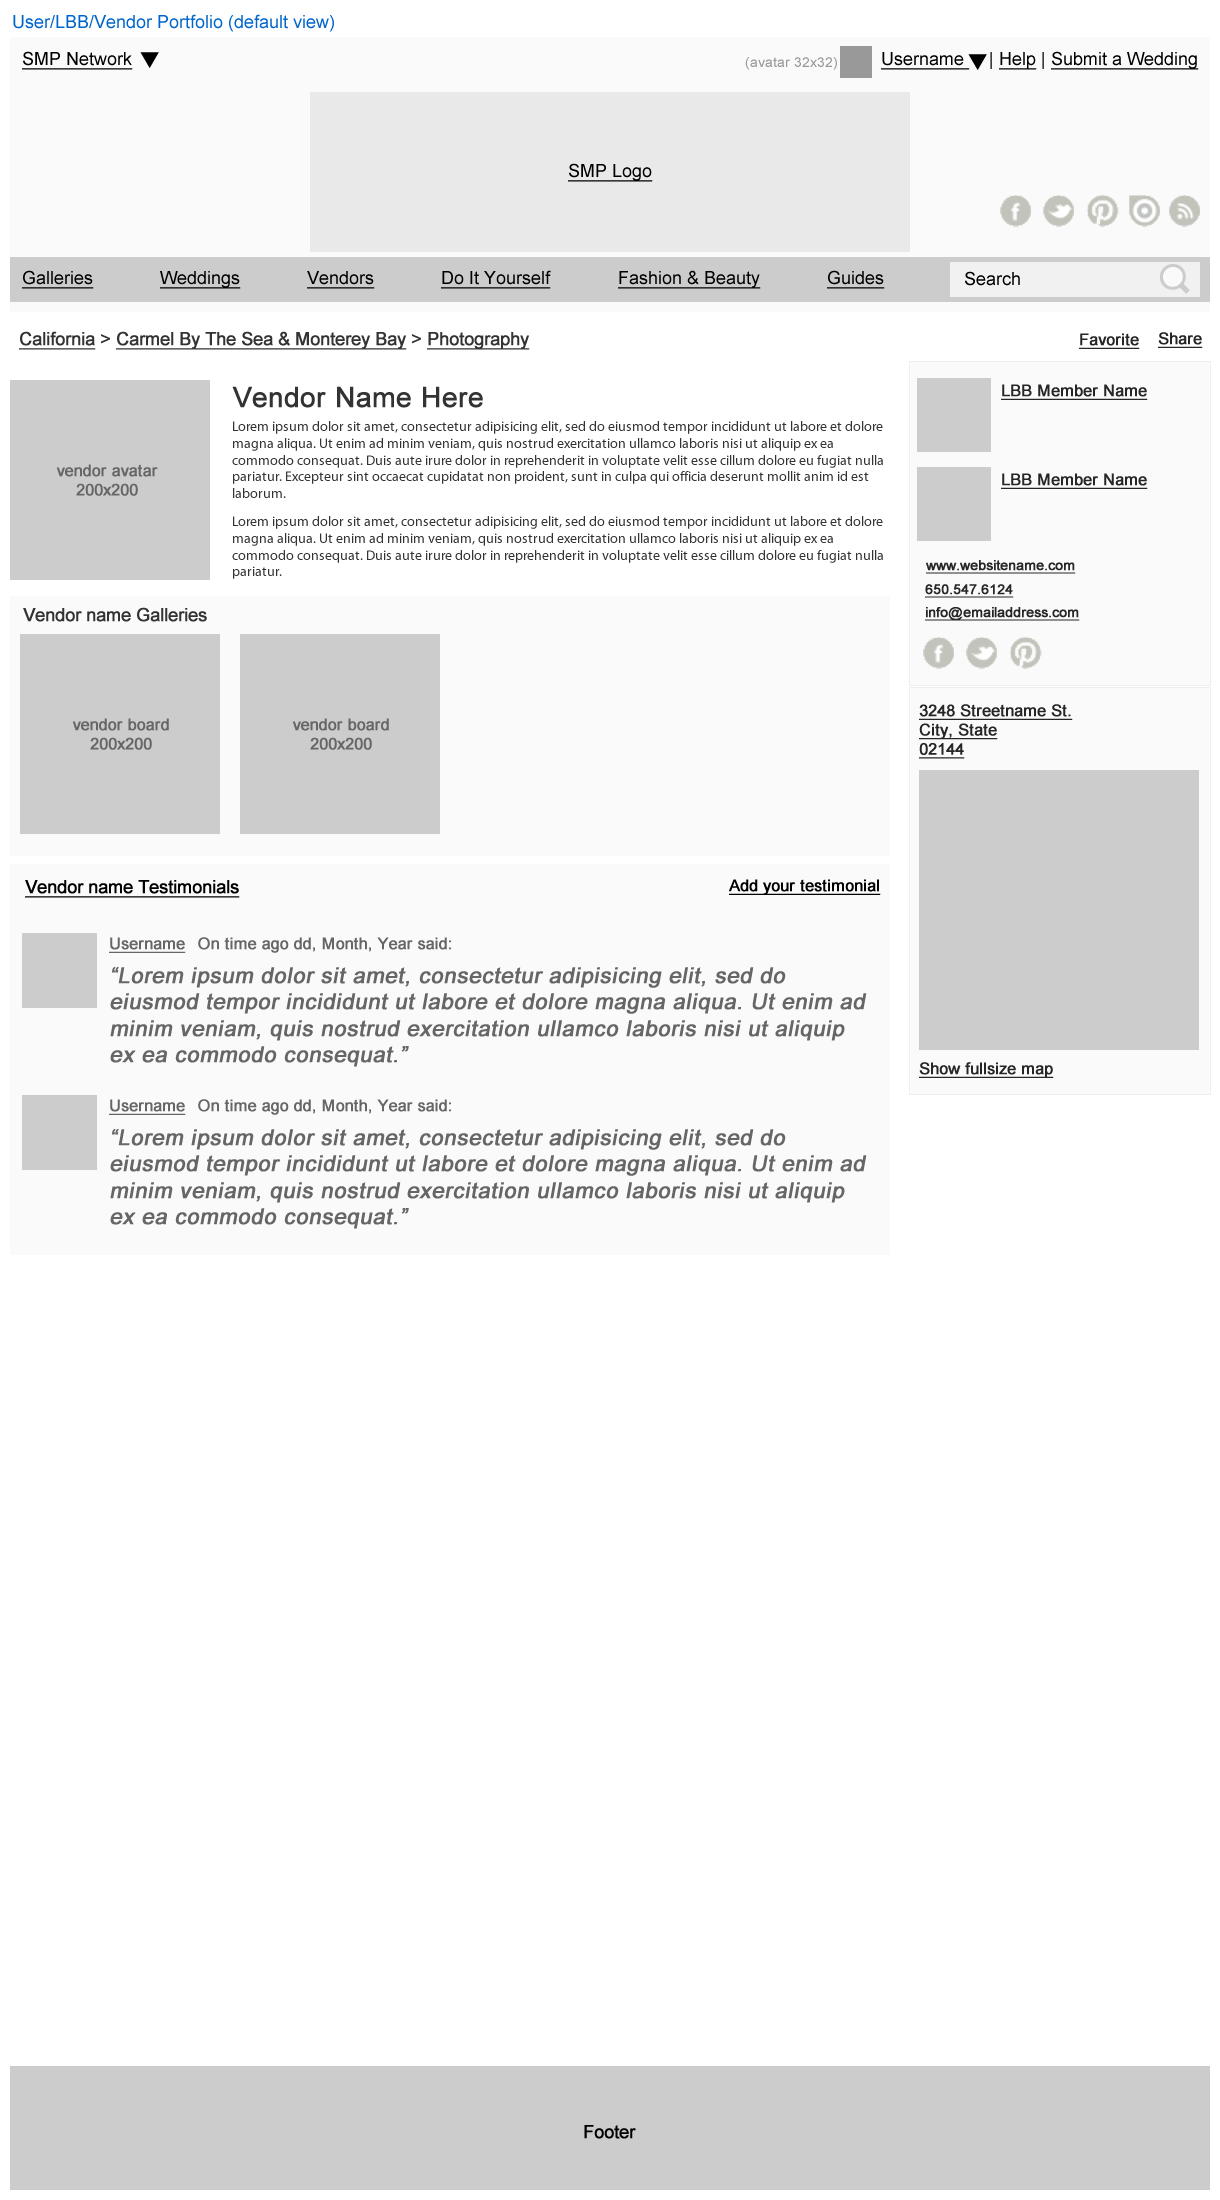 User/LBB/Vendor Portfolio (default view)
SMP Network
(avatar 32x32) Username | Help | Submit a Wedding
SMP Logo
Galleries Weddings Vendors Do It Yourself Fashion & Beauty Guides Search
California > Carmel By The Sea & Monterey Bay > Photography
Favorite Share
vendor avatar
200x200
Vendor Name Here
Lorem ipsum dolor sit amet, consectetur adipisicing elit, sed do eiusmod tempor incididunt ut labore et dolore
magna aliqua. Ut enim ad minim veniam, quis nostrud exercitation ullamco laboris nisi ut aliquip ex ea
commodo consequat. Duis aute irure dolor in reprehenderit in voluptate velit esse cillum dolore eu fugiat nulla
pariatur. Excepteur sint occaecat cupidatat non proident, sunt in culpa qui officia deserunt mollit anim id est
laborum.
Lorem ipsum dolor sit amet, consectetur adipisicing elit, sed do eiusmod tempor incididunt ut labore et dolore
magna aliqua. Ut enim ad minim veniam, quis nostrud exercitation ullamco laboris nisi ut aliquip ex ea
commodo consequat. Duis aute irure dolor in reprehenderit in voluptate velit esse cillum dolore eu fugiat nulla
pariatur.
LBB Member Name
LBB Member Name
www.websitename.com
650.547.6124
info@emailaddress.com
3248 Streetname St.
City, State
02144
Show fullsize map
Vendor name Galleries
vendor board
200x200
vendor board
200x200
Vendor name Testimonials
Add your testimonial
Username On time ago dd, Month, Year said:
“Lorem ipsum dolor sit amet, consectetur adipisicing elit, sed do
eiusmod tempor incididunt ut labore et dolore magna aliqua. Ut enim ad
minim veniam, quis nostrud exercitation ullamco laboris nisi ut aliquip
ex ea commodo consequat.”
Username On time ago dd, Month, Year said:
“Lorem ipsum dolor sit amet, consectetur adipisicing elit, sed do
eiusmod tempor incididunt ut labore et dolore magna aliqua. Ut enim ad
minim veniam, quis nostrud exercitation ullamco laboris nisi ut aliquip
ex ea commodo consequat.”
Footer